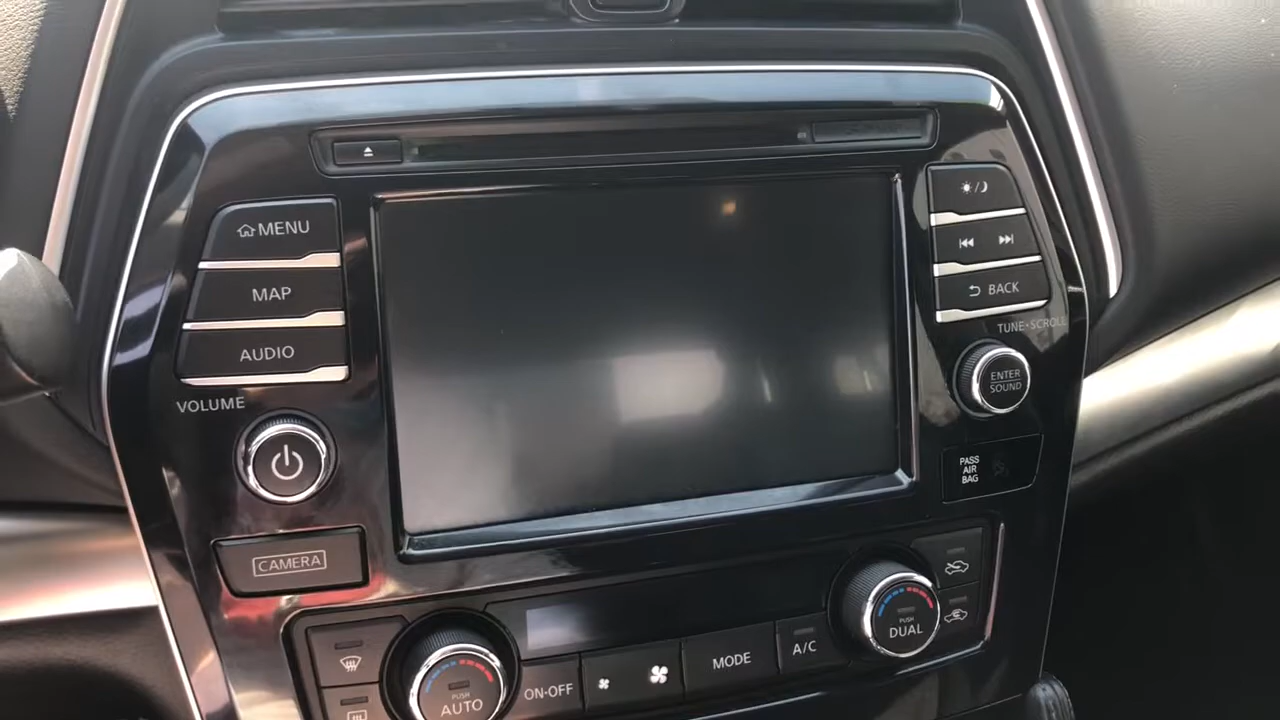 MENU
MAP
AUDIO
VOLUME
CAMERA
BACK
TUNE•SCROLL
ENTER
SOUND
PASS
AIR
BAG
PUSH
AUTO
ON•OFF
MODE
A/C
PUSH
DUAL